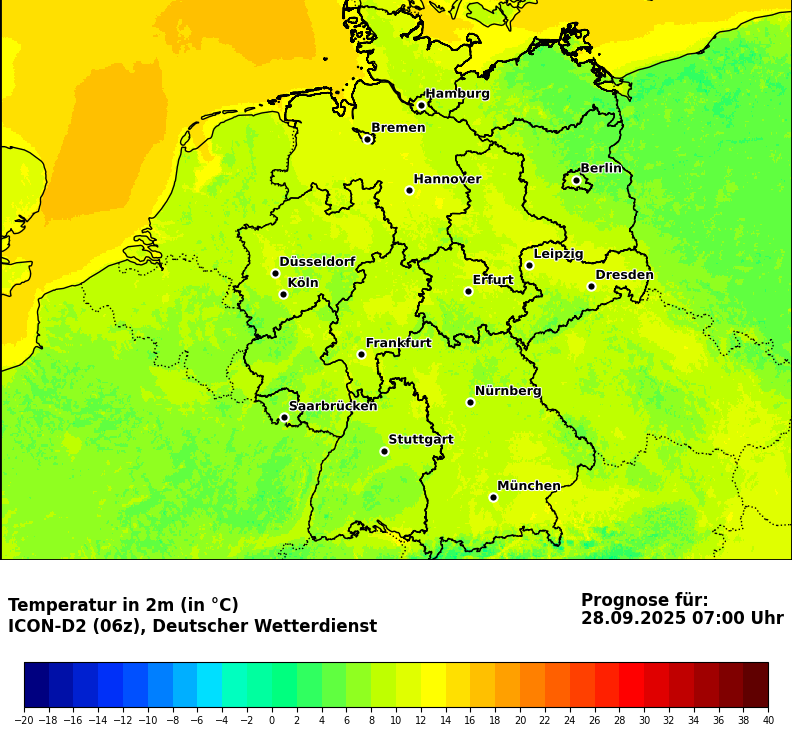 Hamburg
Bremen
Berlin
Hannover
Leipzig
Düsseldorf
Dresden
Köln
Erfurt
Frankfurt
Nürnberg
Saarbrücken
Stuttgart
München
Temperatur in 2m (in °C)
ICON-D2 (06z), Deutscher Wetterdienst
Prognose für:
28.09.2025 07:00 Uhr
−20 −18 −16 −14 −12 −10 −8 −6 −4 −2 0 2 4 6 8 10 12 14 16 18 20 22 24 26 28 30 32 34 36 38 40